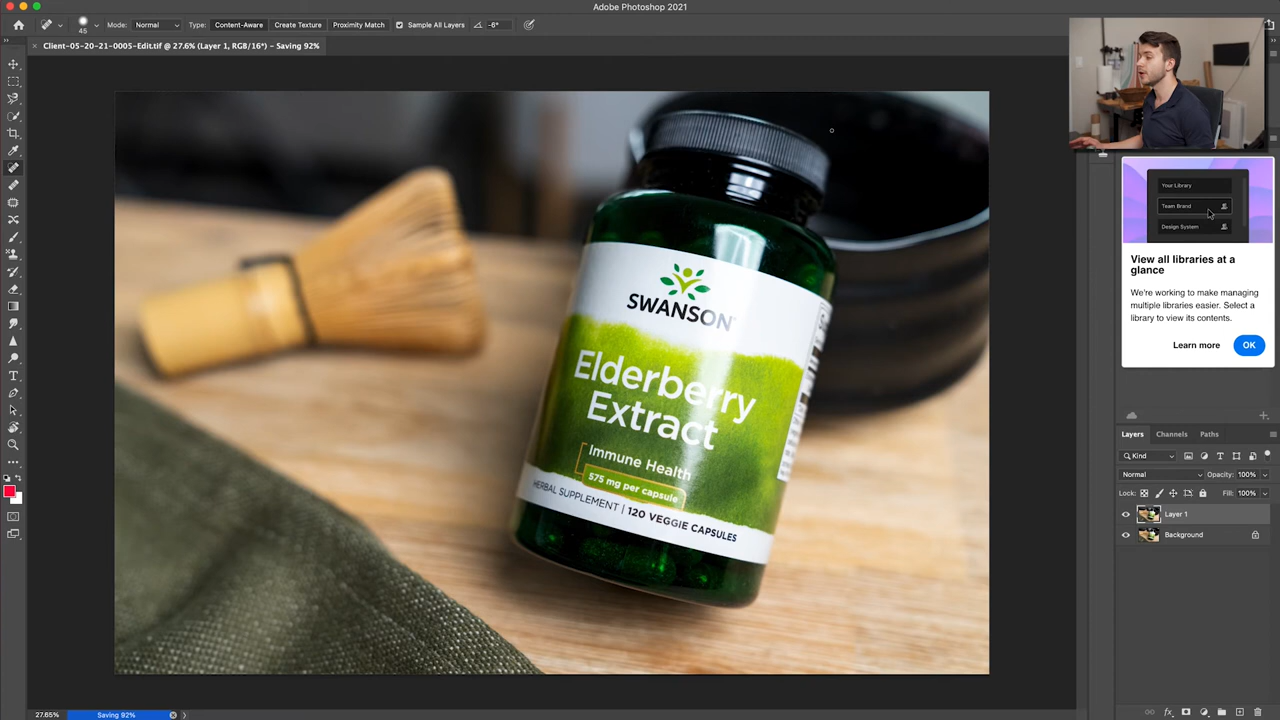 Adobe Photoshop 2021
45
Mode: Normal
Type: Content-Aware Create Texture Proximity Match
Sample All Layers
-6°
Client-05-20-21-0005-Edit.tif @ 27.6% (Layer 1, RGB/16*) – Saving 92%
SWANSON
Elderberry
Extract
Immune Health
575 mg per capsule
HERBAL SUPPLEMENT | 120 VEGGIE CAPSULES
Your Library
Team Brand
Design System
View all libraries at a
glance
We're working to make managing
multiple libraries easier. Select a
library to view its contents.
Learn more OK
Layers Channels Paths
Kind
Normal Opacity: 100%
Lock: Fill: 100%
Layer 1
Background
fx
27.65% Saving 92%